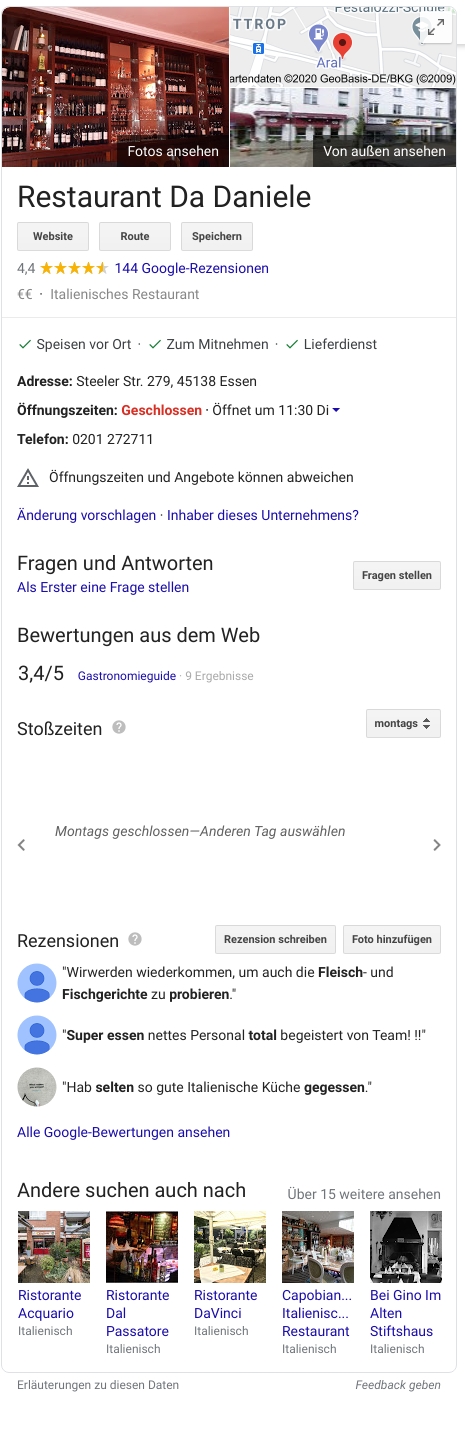 Pestalozzi-Schule
TTROP
Aral
artendaten ©2020 GeoBasis-DE/BKG (©2009)
Fotos ansehen
Von außen ansehen
Restaurant Da Daniele
Website Route Speichern
4,4 144 Google-Rezensionen
€€ · Italienisches Restaurant
Speisen vor Ort · Zum Mitnehmen · Lieferdienst
Adresse: Steeler Str. 279, 45138 Essen
Öffnungszeiten: Geschlossen · Öffnet um 11:30 Di
Telefon: 0201 272711
Öffnungszeiten und Angebote können abweichen
Änderung vorschlagen · Inhaber dieses Unternehmens?
Fragen und Antworten
Fragen stellen
Als Erster eine Frage stellen
Bewertungen aus dem Web
3,4/5 Gastronomieguide · 9 Ergebnisse
Stoßzeiten ? montags
Montags geschlossen—Anderen Tag auswählen
Rezensionen ? Rezension schreiben Foto hinzufügen
"Wirwerden wiederkommen, um auch die Fleisch- und
Fischgerichte zu probieren."
"Super essen nettes Personal total begeistert von Team! !!"
"Hab selten so gute Italienische Küche gegessen."
Alle Google-Bewertungen ansehen
Andere suchen auch nach Über 15 weitere ansehen
Ristorante
Acquario
Italienisch
Ristorante
Dal
Passatore
Italienisch
Ristorante
DaVinci
Italienisch
Capobian...
Italienisc...
Restaurant
Italienisch
Bei Gino Im
Alten
Stiftshaus
Italienisch
Erläuterungen zu diesen Daten Feedback geben